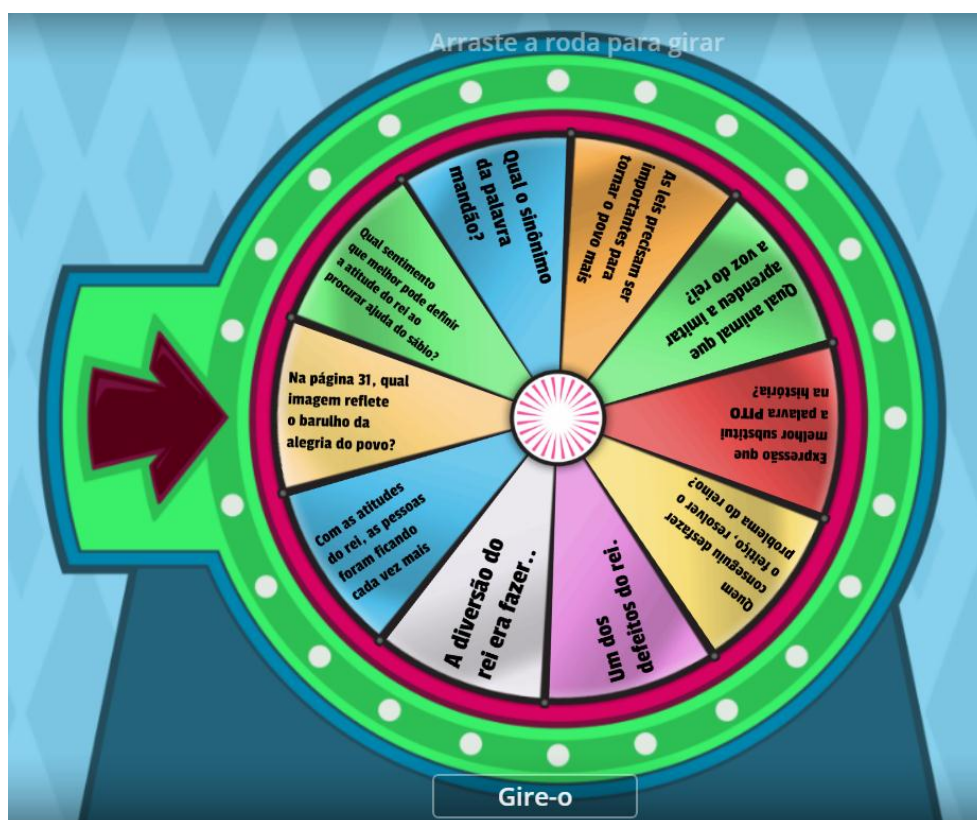 Arraste a roda para girar
Qual o sinônimo
da palavra
mandão?
As leis precisam ser
importantes para
tornar o povo mais
Qual animal que
aprendeu a imitar
a voz do rei?
Expressão que
melhor substitui
a palavra PITO
na história?
Quem
conseguiu desfazer
o feitiço, resolver o
problema do reino?
Um dos
defeitos do rei.
A diversão do
rei era fazer..
Com as atitudes
do rei, as pessoas
foram ficando
cada vez mais
Na página 31, qual
imagem reflete
o barulho da
alegria do povo?
Qual sentimento
que melhor pode definir
a atitude do rei ao
procurar ajuda do sábio?
Gire-o